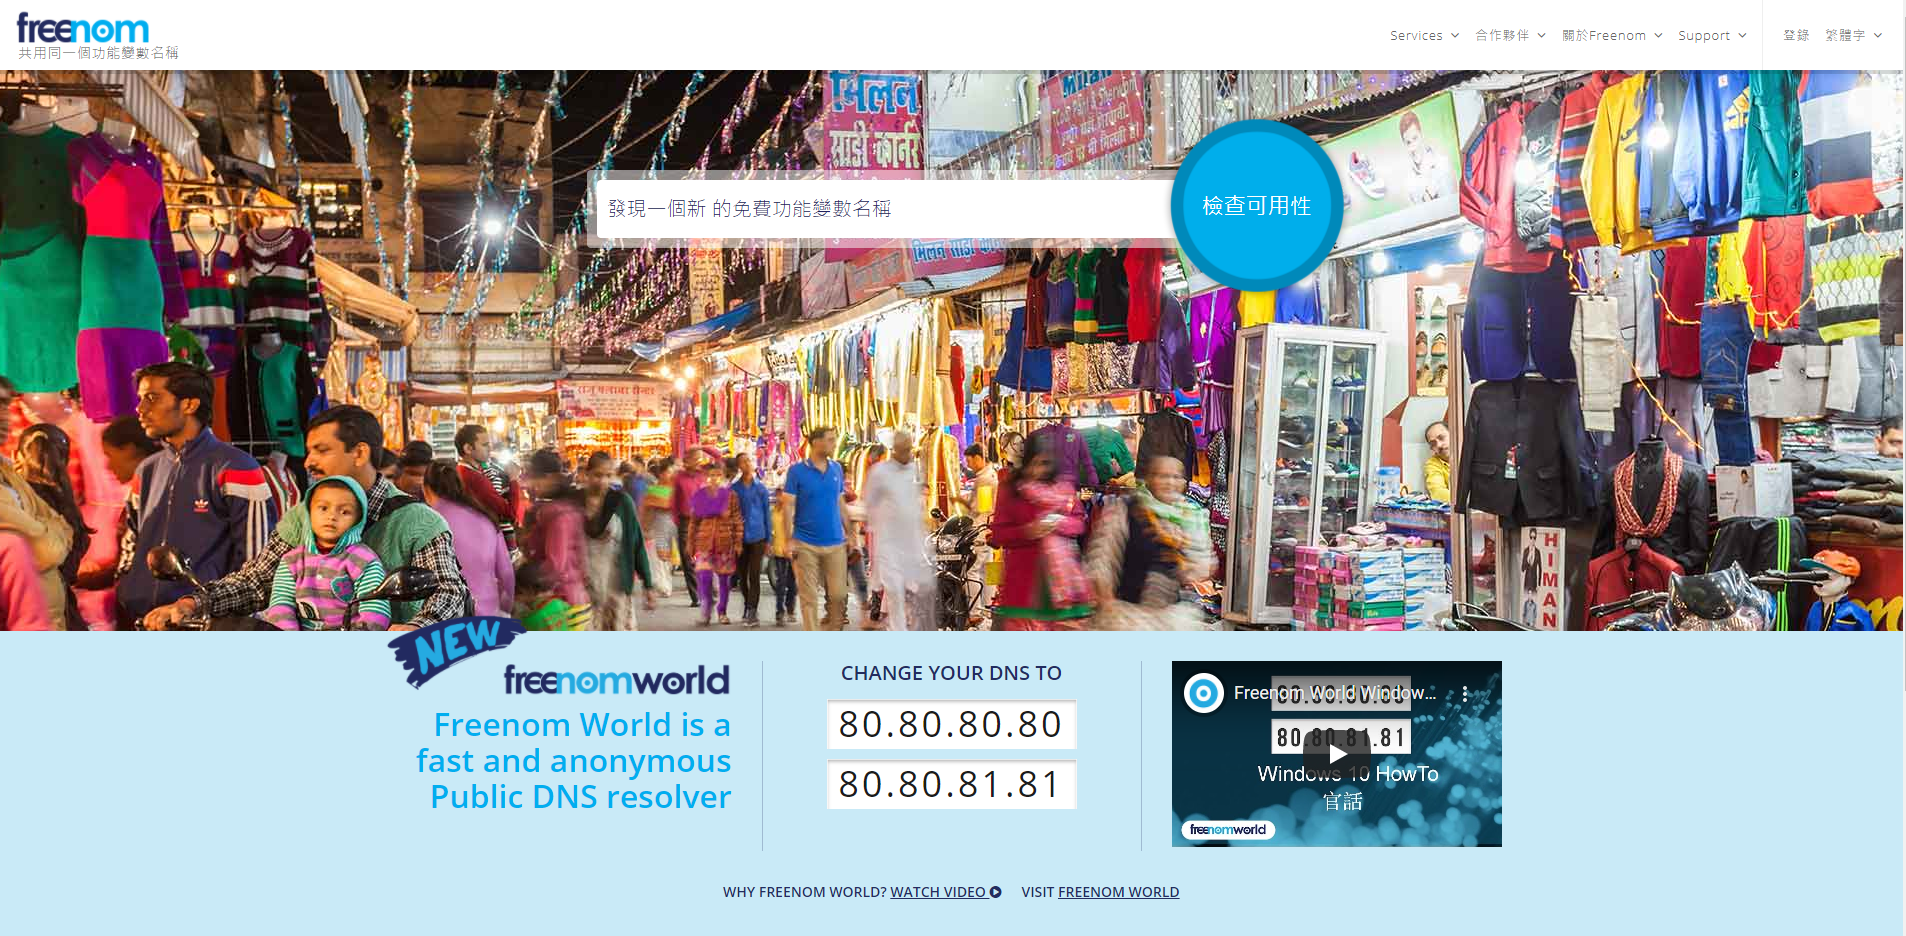 freenom
共用同一個功能變數名稱
Services
合作夥伴
關於Freenom
Support
登錄
繁體字
मिलन
साड़ी कार्नर
發現一個新 的免費功能變數名稱
檢查可用性
HIMAN
NEW
freenomworld
Freenom World is a
fast and anonymous
Public DNS resolver
CHANGE YOUR DNS TO
80.80.80.80
80.80.81.81
Freenom World Window...
80.80.81.81
Windows 10 HowTo
官話
freenomworld
WHY FREENOM WORLD? WATCH VIDEO
VISIT FREENOM WORLD